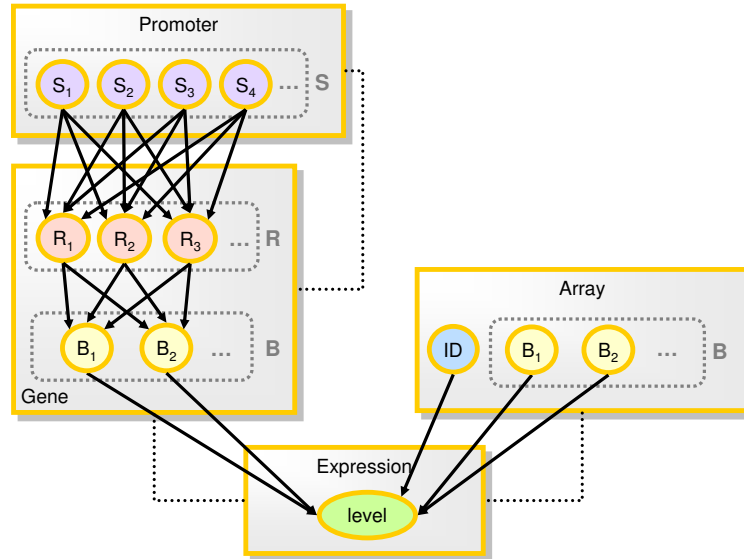 Promoter
S₁ S₂ S₃ S₄ ... S
R₁ R₂ R₃ ... R
Array
B₁ B₂ ... B
ID B₁ B₂ ... B
Gene
Expression
level